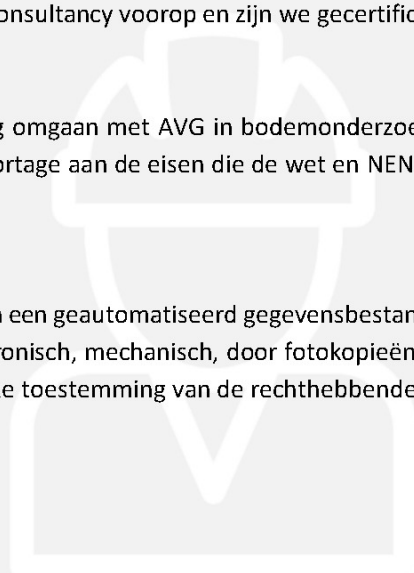 onsultancy voorop en zijn we gecertific
g omgaan met AVG in bodemonderzoe
ortage aan de eisen die de wet en NEN
een geautomatiseerd gegevensbestan
ronisch, mechanisch, door fotokopieën
e toestemming van de rechthebbende